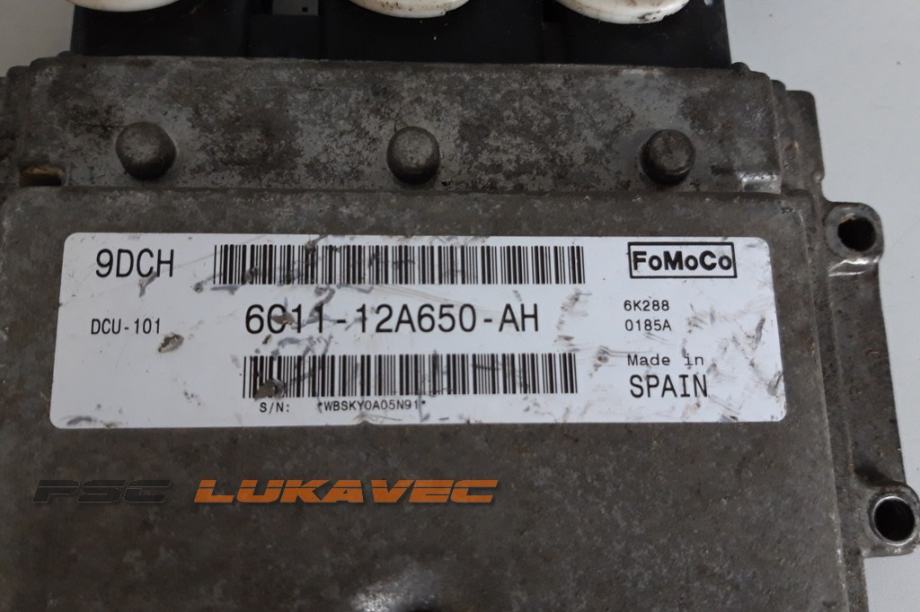 9DCH
FoMoCo
DCU-101
6C11-12A650-AH
6K288
0185A
Made in
SPAIN
S/N: *WBSKY0A05N91*
PSC LUKAVEC